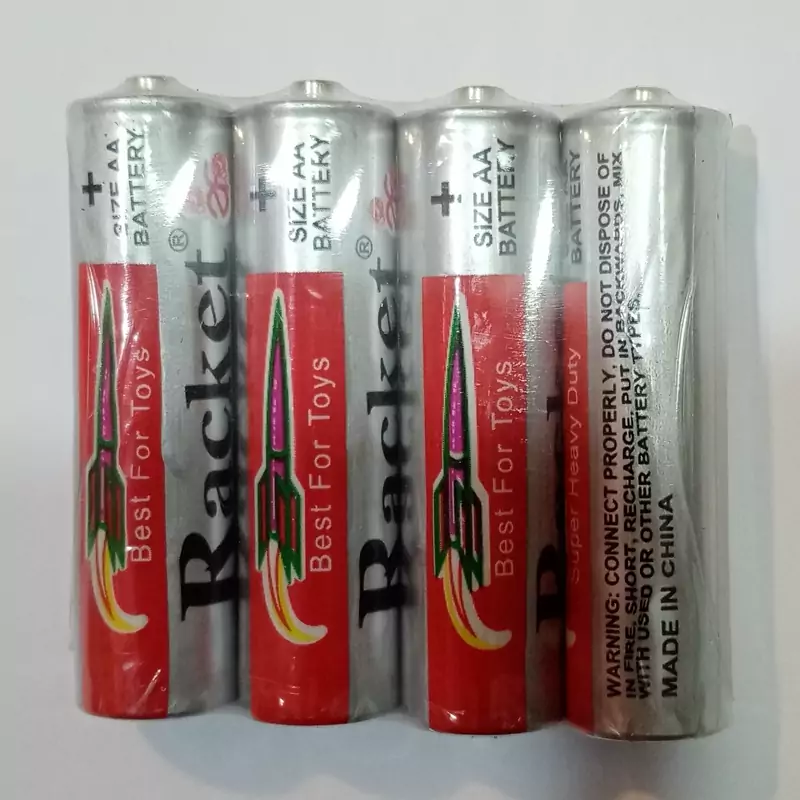 +
SIZE AA
BATTERY
Best For Toys
Racket
®
+
SIZE AA
BATTERY
Best For Toys
Racket
®
+
SIZE AA
BATTERY
Best For Toys
BATTERY
Super Heavy Duty
WARNING: CONNECT PROPERLY, DO NOT DISPOSE OF
IN FIRE, SHORT, RECHARGE, PUT IN BACKWARDS, MIX
WITH USED OR OTHER BATTERY TYPES.
MADE IN CHINA